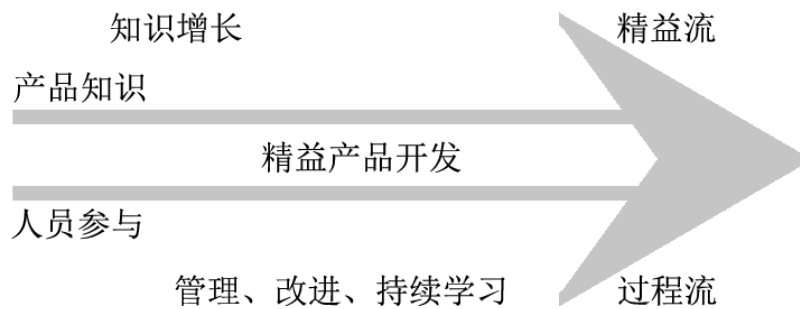 知识增长
精益流
产品知识
精益产品开发
人员参与
管理、改进、持续学习
过程流